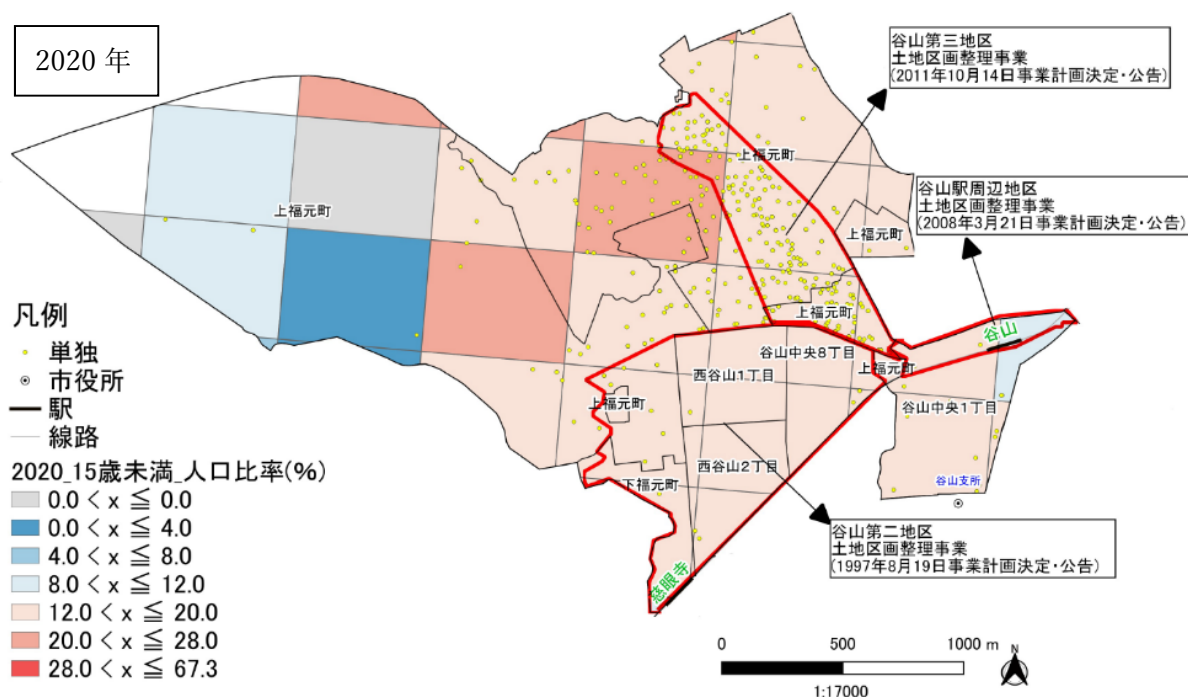 2020 年
谷山第三地区
土地区画整理事業
(2011年10月14日事業計画決定・公告)
上福元町
谷山駅周辺地区
土地区画整理事業
(2008年3月21日事業計画決定・公告)
上福元町
上福元町
上福元町
谷山
谷山中央8丁目
上福元町
西谷山1丁目
上福元町
谷山中央1丁目
西谷山2丁目
下福元町
谷山支所
谷山第二地区
土地区画整理事業
(1997年8月19日事業計画決定・公告)
慈眼寺
凡例
単独
市役所
駅
線路
2020_15歳未満_人口比率(%)
0.0 < x ≦ 0.0
0.0 < x ≦ 4.0
4.0 < x ≦ 8.0
8.0 < x ≦ 12.0
12.0 < x ≦ 20.0
20.0 < x ≦ 28.0
28.0 < x ≦ 67.3
0 500 1000 m
1:17000
N